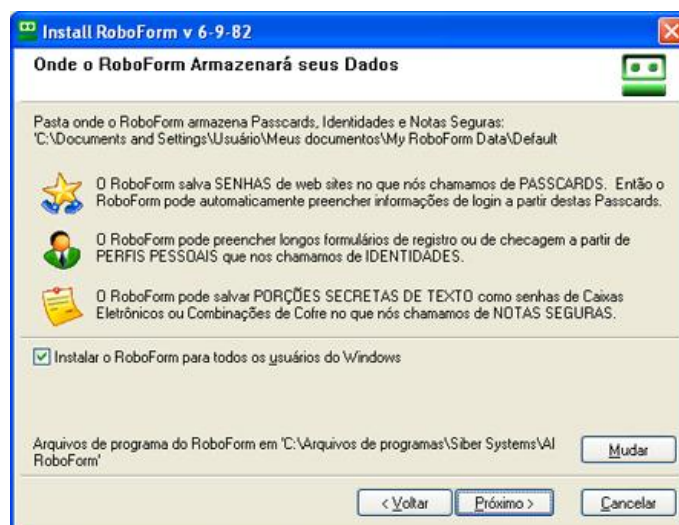 Install RoboForm v 6-9-82
Onde o RoboForm Armazenará seus Dados
Pasta onde o RoboForm armazena Passcards, Identidades e Notas Seguras:
'C:\Documents and Settings\Usuário\Meus documentos\My RoboForm Data\Default
O RoboForm salva SENHAS de web sites no que nós chamamos de PASSCARDS. Então o
RoboForm pode automaticamente preencher informações de login a partir destas Passcards.
O RoboForm pode preencher longos formulários de registro ou de checagem a partir de
PERFIS PESSOAIS que nos chamamos de IDENTIDADES.
O RoboForm pode salvar PORÇÕES SECRETAS DE TEXTO como senhas de Caixas
Eletrônicos ou Combinações de Cofre no que nós chamamos de NOTAS SEGURAS.
Instalar o RoboForm para todos os usuários do Windows
Arquivos de programa do RoboForm em 'C:\Arquivos de programas\Siber Systems\AI
RoboForm'
Mudar
< Voltar Próximo > Cancelar